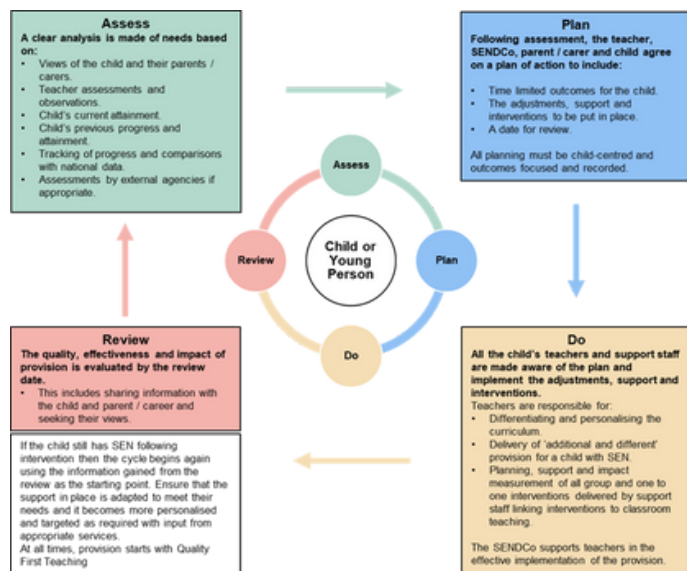 Assess
A clear analysis is made of needs based
on:
• Views of the child and their parents /
carers.
• Teacher assessments and
observations.
• Child's current attainment.
• Child's previous progress and
attainment.
• Tracking of progress and comparisons
with national data.
• Assessments by external agencies if
appropriate.
Plan
Following assessment, the teacher,
SENDCo, parent / carer and child agree
on a plan of action to include:
• Time limited outcomes for the child.
• The adjustments, support and
interventions to be put in place.
• A date for review.
All planning must be child-centred and
outcomes focused and recorded.
Assess
Review
Child or
Young
Person
Plan
Do
Review
The quality, effectiveness and impact of
provision is evaluated by the review
date.
• This includes sharing information with
the child and parent / career and
seeking their views.
If the child still has SEN following
intervention then the cycle begins again
using the information gained from the
review as the starting point. Ensure that the
support in place is adapted to meet their
needs and it becomes more personalised
and targeted as required with input from
appropriate services.
At all times, provision starts with Quality
First Teaching
Do
All the child's teachers and support staff
are made aware of the plan and
implement the adjustments, support and
interventions.
Teachers are responsible for:
• Differentiating and personalising the
curriculum.
• Delivery of 'additional and different'
provision for a child with SEN.
• Planning, support and impact
measurement of all group and one to
one interventions delivered by support
staff linking interventions to classroom
teaching.
The SENDCo supports teachers in the
effective implementation of the provision.